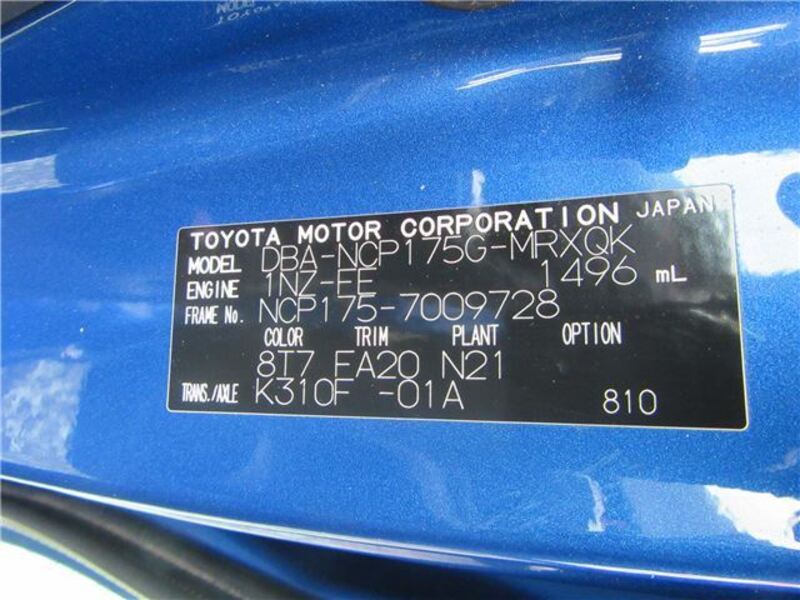 TOYOTA MOTOR CORPORATION JAPAN
MODEL DBA-NCP175G-MRXQK
ENGINE 1NZ-FE 1496 mL
FRAME No. NCP175-7009728
COLOR TRIM PLANT OPTION
8T7 FA20 N21
TRANS./AXLE K310F -01A 810